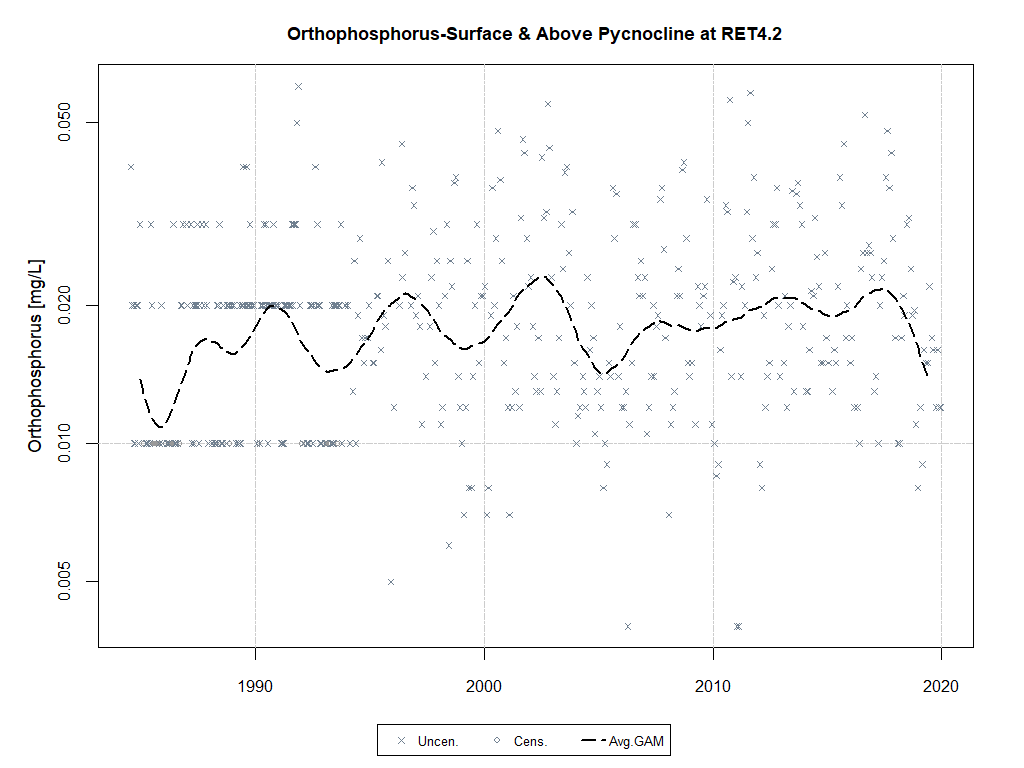 Orthophosphorus-Surface & Above Pycnocline at RET4.2
Orthophosphorus [mg/L]
0.050
0.020
0.010
0.005
1990 2000 2010 2020
Uncen. Cens. Avg.GAM